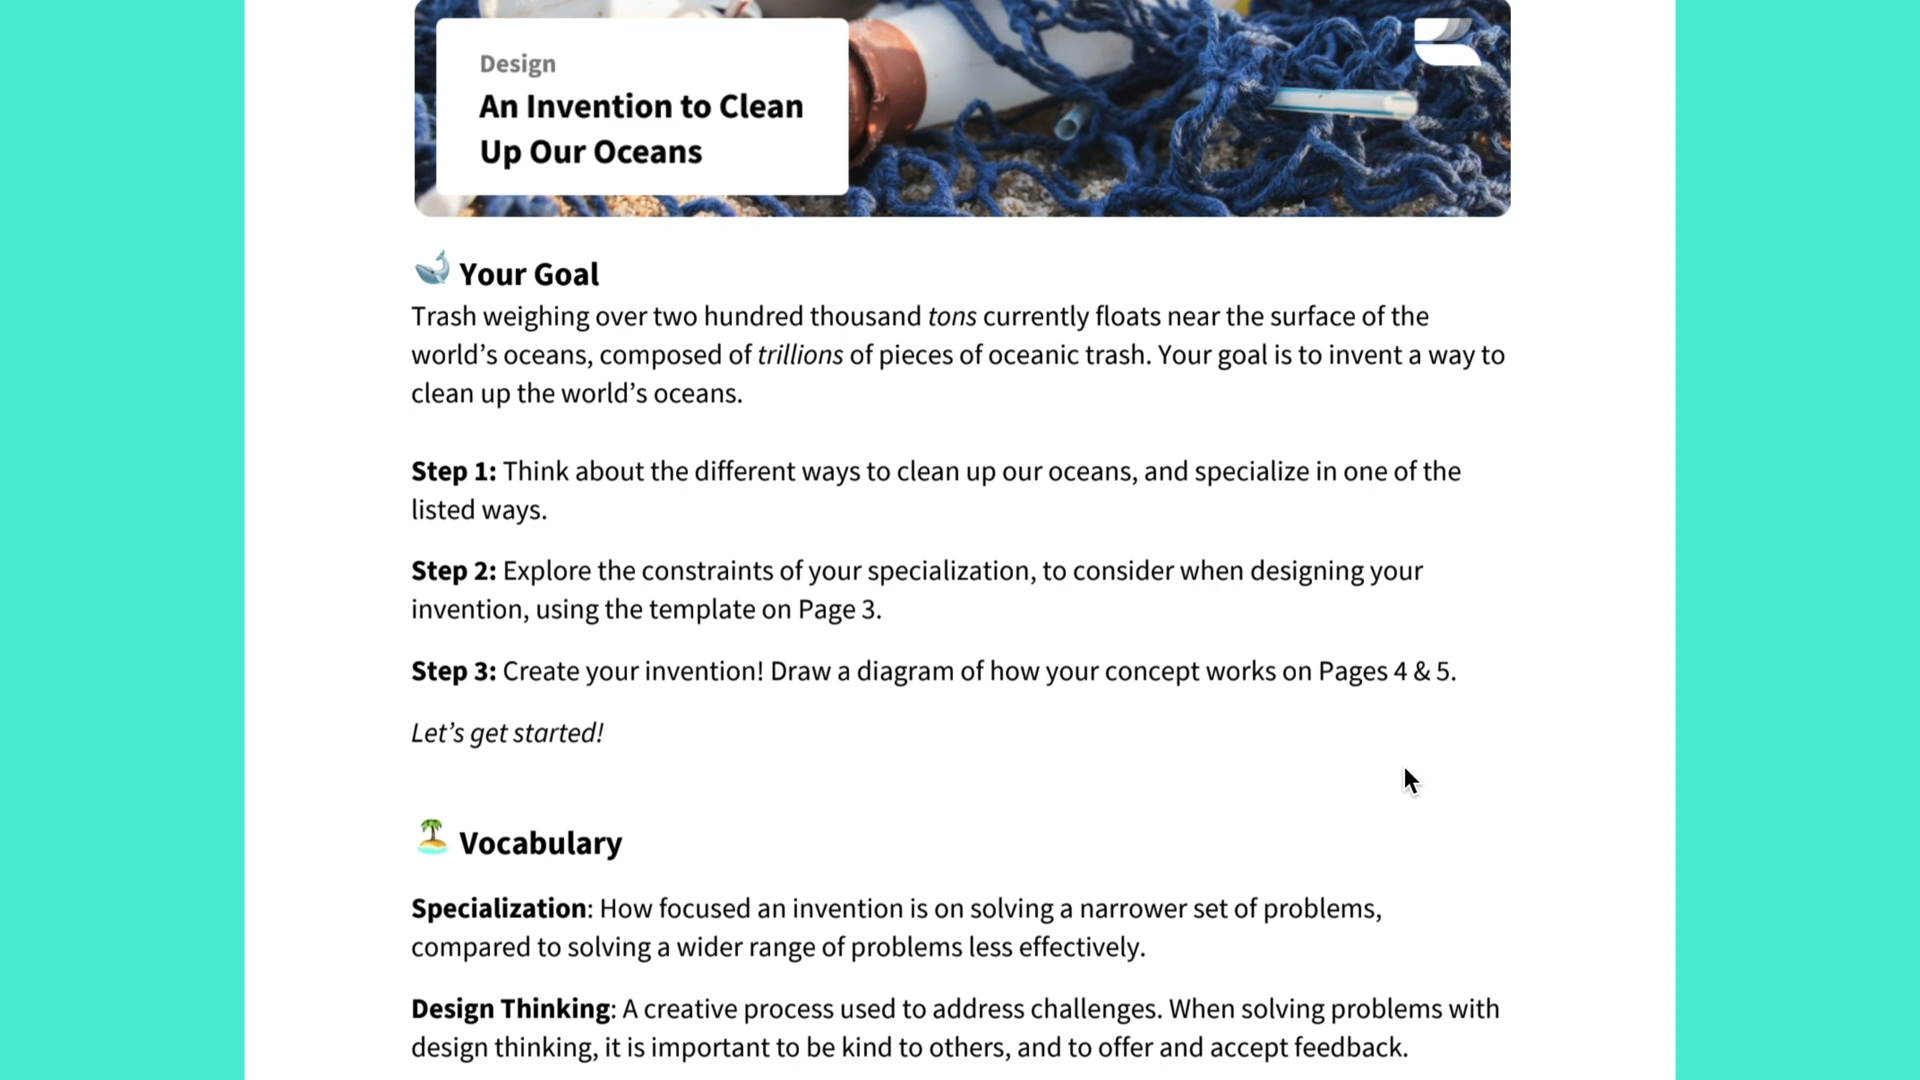 Design
An Invention to Clean
Up Our Oceans
Your Goal
Trash weighing over two hundred thousand tons currently floats near the surface of the
world’s oceans, composed of trillions of pieces of oceanic trash. Your goal is to invent a way to
clean up the world’s oceans.
Step 1: Think about the different ways to clean up our oceans, and specialize in one of the
listed ways.
Step 2: Explore the constraints of your specialization, to consider when designing your
invention, using the template on Page 3.
Step 3: Create your invention! Draw a diagram of how your concept works on Pages 4 & 5.
Let’s get started!
Vocabulary
Specialization: How focused an invention is on solving a narrower set of problems,
compared to solving a wider range of problems less effectively.
Design Thinking: A creative process used to address challenges. When solving problems with
design thinking, it is important to be kind to others, and to offer and accept feedback.